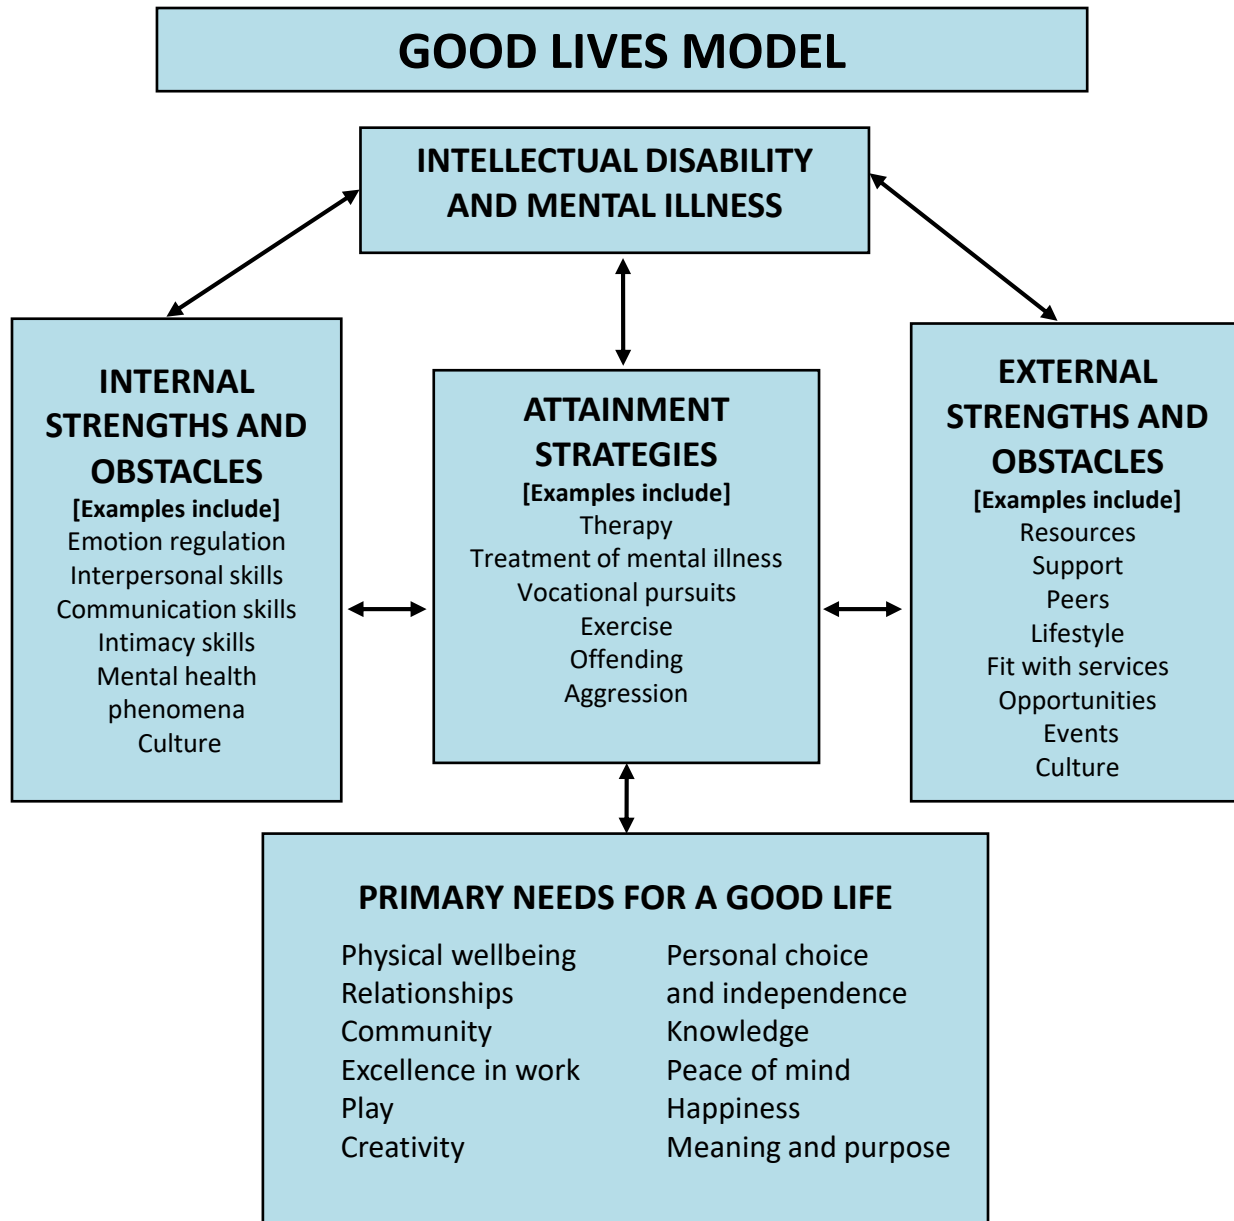 GOOD LIVES MODEL
INTELLECTUAL DISABILITY
AND MENTAL ILLNESS
INTERNAL
STRENGTHS AND
OBSTACLES
[Examples include]
Emotion regulation
Interpersonal skills
Communication skills
Intimacy skills
Mental health
phenomena
Culture
ATTAINMENT
STRATEGIES
[Examples include]
Therapy
Treatment of mental illness
Vocational pursuits
Exercise
Offending
Aggression
EXTERNAL
STRENGTHS AND
OBSTACLES
[Examples include]
Resources
Support
Peers
Lifestyle
Fit with services
Opportunities
Events
Culture
PRIMARY NEEDS FOR A GOOD LIFE
Physical wellbeing
Relationships
Community
Excellence in work
Play
Creativity
Personal choice
and independence
Knowledge
Peace of mind
Happiness
Meaning and purpose